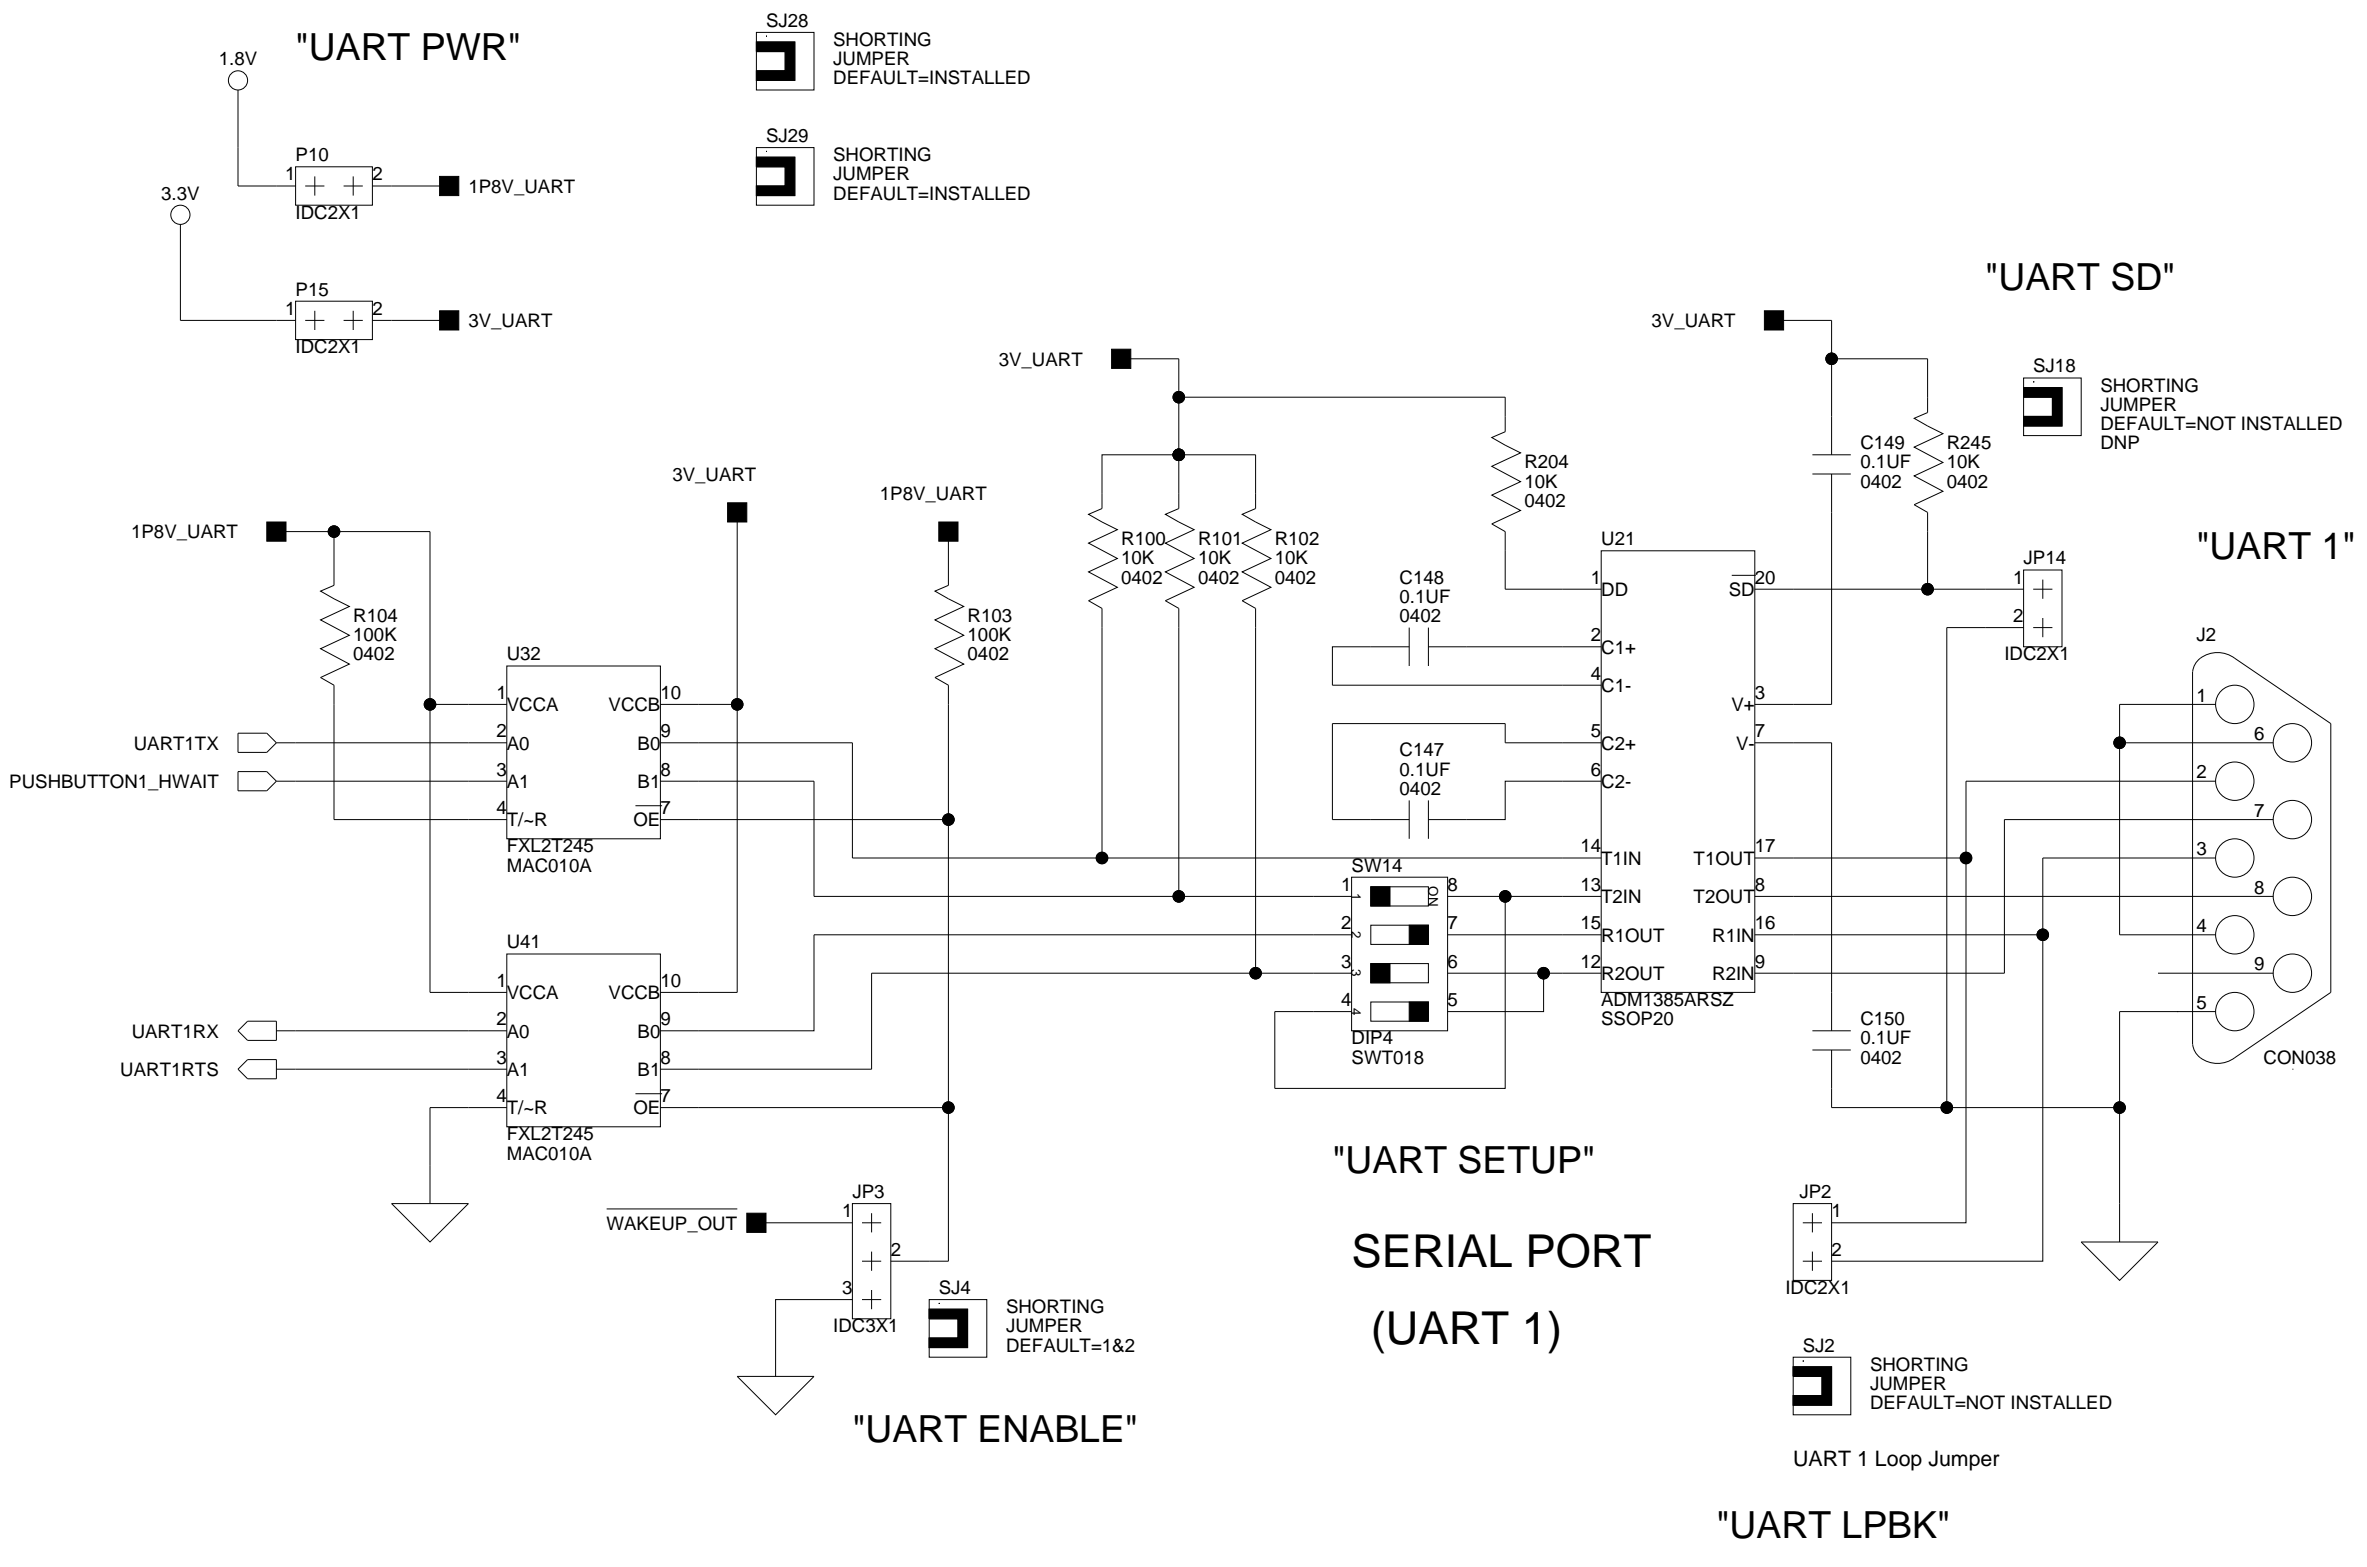 "UART PWR"
1.8V
P10
1
2
1P8V_UART
IDC2X1
3.3V
P15
1
2
3V_UART
IDC2X1
SJ28
SHORTING
JUMPER
DEFAULT=INSTALLED
SJ29
SHORTING
JUMPER
DEFAULT=INSTALLED
"UART SD"
3V_UART
SJ18
SHORTING
JUMPER
DEFAULT=NOT INSTALLED
DNP
C149
0.1UF
0402
R245
10K
0402
3V_UART
R204
10K
0402
R100
10K
0402
R101
10K
0402
R102
10K
0402
3V_UART
1P8V_UART
R103
100K
0402
1P8V_UART
R104
100K
0402
U32
1
VCCA
VCCB
10
UART1TX
2
A0
B0
9
PUSHBUTTON1_HWAIT
3
A1
B1
8
4
T/~R
OE
7
FXL2T245
MAC010A
U41
1
VCCA
VCCB
10
UART1RX
2
A0
B0
9
UART1RTS
3
A1
B1
8
4
T/~R
OE
7
FXL2T245
MAC010A
WAKEUP_OUT
JP3
1
2
3
IDC3X1
SJ4
SHORTING
JUMPER
DEFAULT=1&2
"UART ENABLE"
C148
0.1UF
0402
C147
0.1UF
0402
SW14
1
1
ON
8
2
2
7
3
3
6
4
4
5
DIP4
SWT018
"UART SETUP"
U21
1
DD
SD
20
2
C1+
4
C1-
V+
3
5
C2+
V-
7
6
C2-
14
T1IN
T1OUT
17
13
T2IN
T2OUT
8
15
R1OUT
R1IN
16
12
R2OUT
R2IN
9
ADM1385ARSZ
SSOP20
C150
0.1UF
0402
JP14
1
2
IDC2X1
"UART 1"
J2
1
6
2
7
3
8
4
9
5
CON038
SERIAL PORT
(UART 1)
JP2
1
2
IDC2X1
SJ2
SHORTING
JUMPER
DEFAULT=NOT INSTALLED
UART 1 Loop Jumper
"UART LPBK"